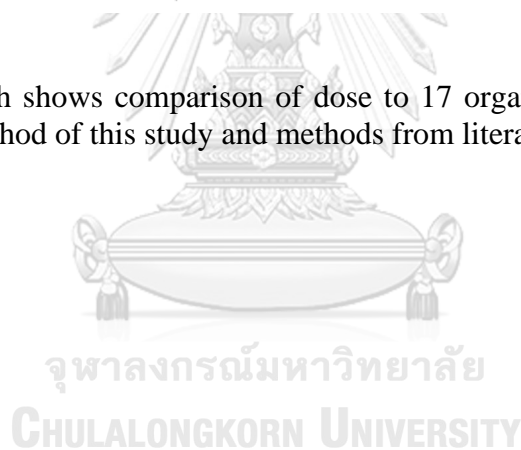 h shows comparison of dose to 17 orga
hod of this study and methods from litera
จุฬาลงกรณ์มหาวิทยาลัย
CHULALONGKORN UNIVERSITY